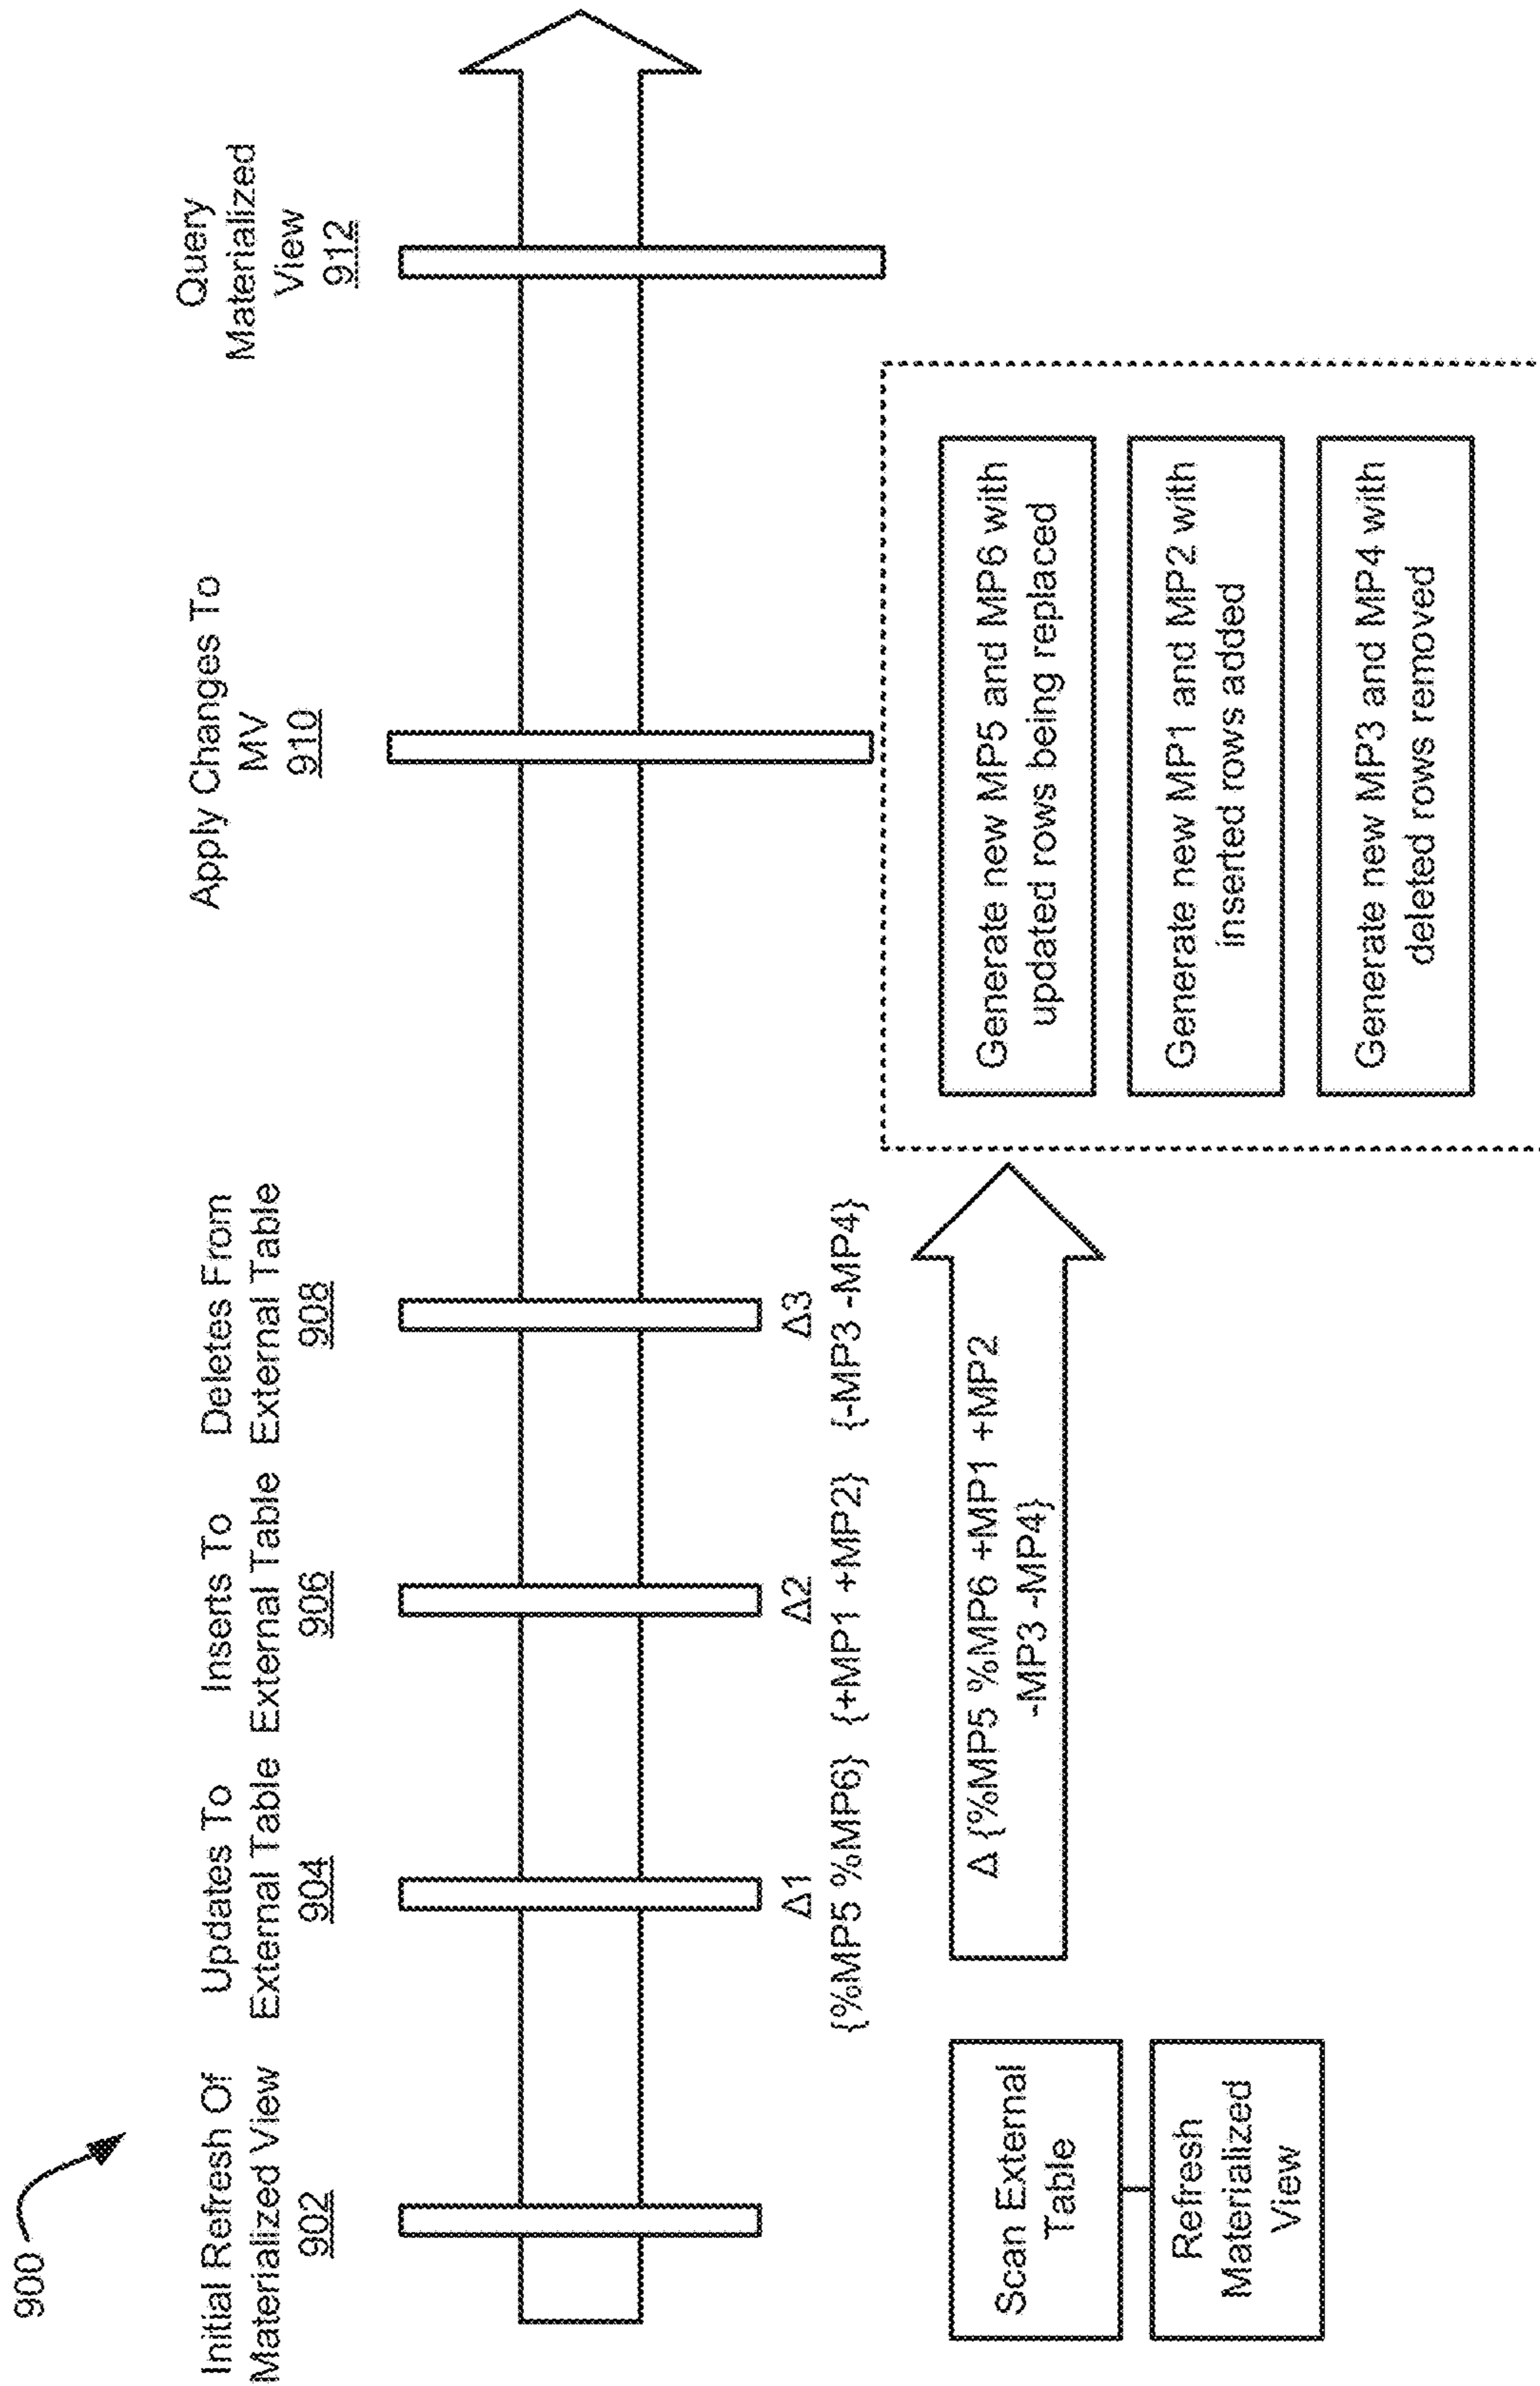 900
Initial Refresh Of
Materialized View
902
Updates To
External Table
904
Inserts To
External Table
906
Deletes From
External Table
908
Apply Changes To
MV
910
Query
Materialized
View
912
Δ1
{%MP5 %MP6}
Δ2
{+MP1 +MP2}
Δ3
{-MP3 -MP4}
Scan External
Table
Refresh
Materialized
View
Δ {%MP5 %MP6 +MP1 +MP2
-MP3 -MP4}
Generate new MP5 and MP6 with
updated rows being replaced
Generate new MP1 and MP2 with
inserted rows added
Generate new MP3 and MP4 with
deleted rows removed